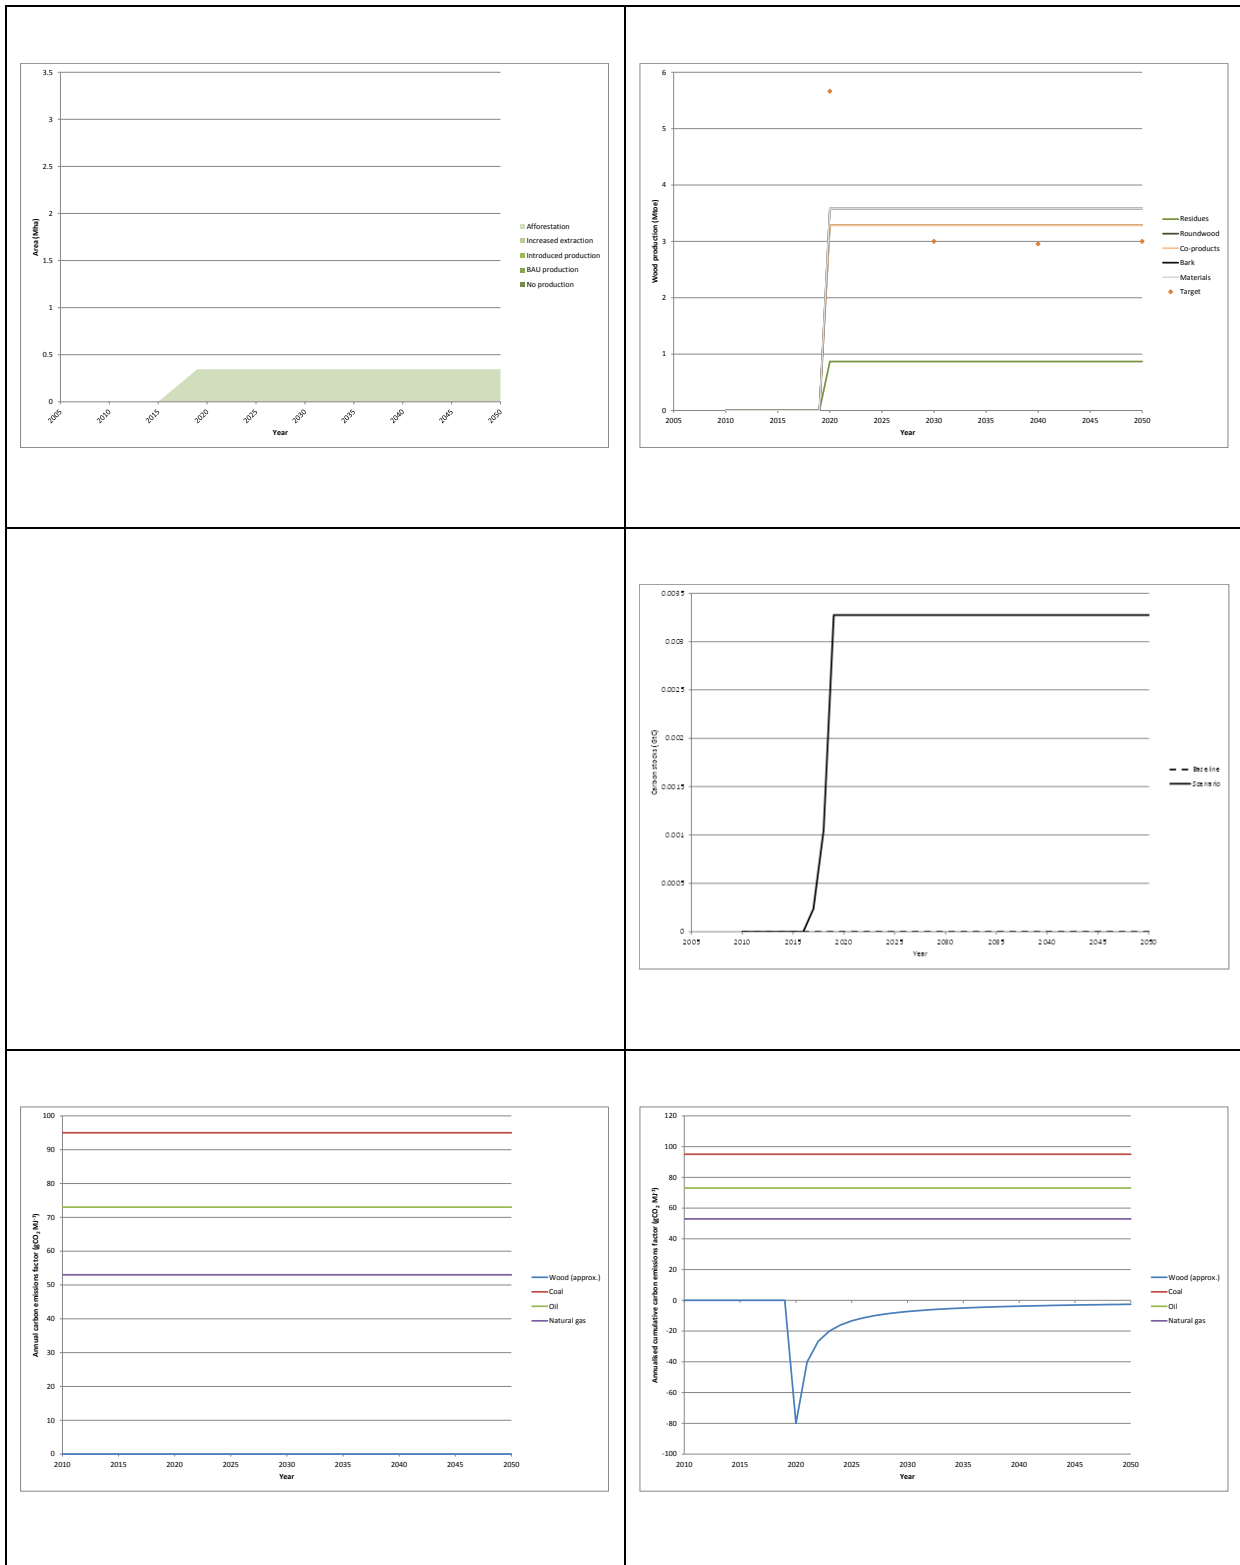 3.5
3
2.5
2
1.5
1
0.5
0
Area (Mha)
2005 2010 2015 2020 2025 2030 2035 2040 2045 2050
Year
Afforestation
Increased extraction
Introduced production
BAU production
No production
6
5
4
3
2
1
0
Wood production (Mtoe)
2005 2010 2015 2020 2025 2030 2035 2040 2045 2050
Year
Residues
Roundwood
Co-products
Bark
Materials
Target
0.0035
0.003
0.0025
0.002
0.0015
0.001
0.0005
0
Carbon stocks (GtC)
2005 2010 2015 2020 2025 2030 2035 2040 2045 2050
Year
Baseline
Scenario
100
90
80
70
60
50
40
30
20
10
0
Annual carbon emissions factor (gCO₂ MJ⁻¹)
2010 2015 2020 2025 2030 2035 2040 2045 2050
Year
Wood (approx.)
Coal
Oil
Natural gas
120
100
80
60
40
20
0
-20
-40
-60
-80
-100
Annualised cumulative carbon emissions factor (gCO₂ MJ⁻¹)
2010 2015 2020 2025 2030 2035 2040 2045 2050
Year
Wood (approx.)
Coal
Oil
Natural gas